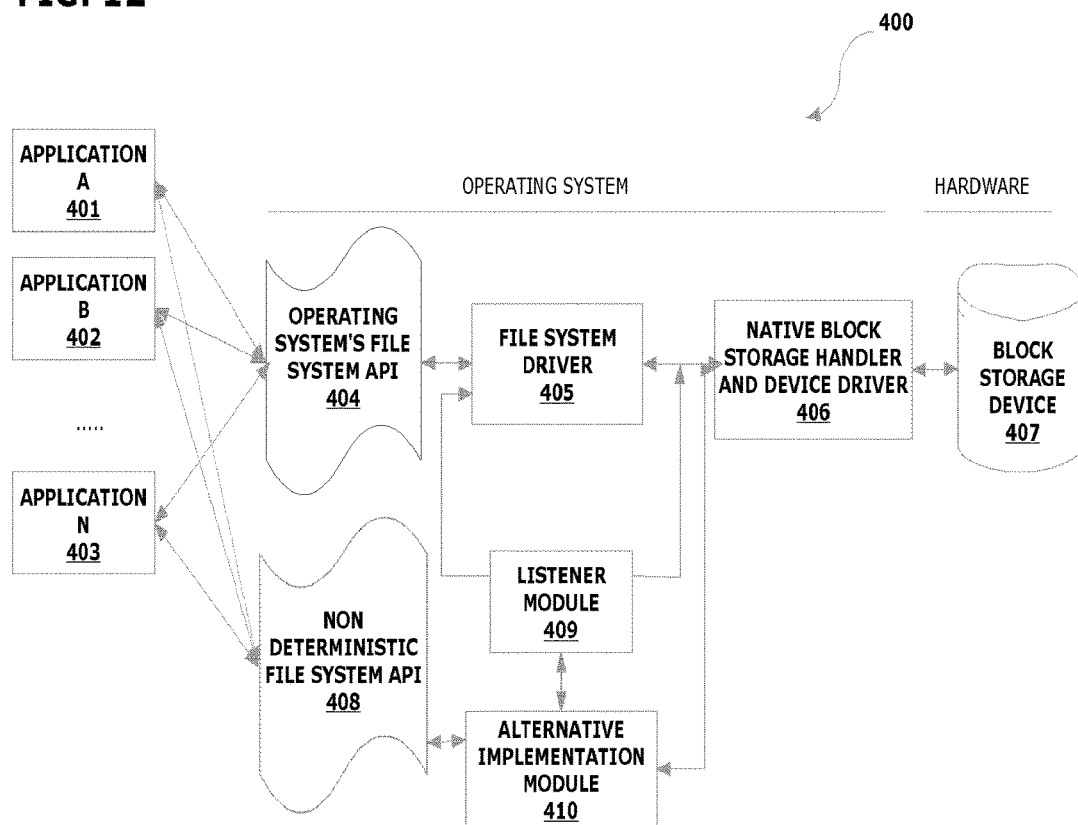 FIG. 12
400
OPERATING SYSTEM
HARDWARE
APPLICATION
A
401
APPLICATION
B
402
.....
APPLICATION
N
403
OPERATING
SYSTEM'S FILE
SYSTEM API
404
FILE SYSTEM
DRIVER
405
NATIVE BLOCK
STORAGE HANDLER
AND DEVICE DRIVER
406
BLOCK
STORAGE
DEVICE
407
NON
DETERMINISTIC
FILE SYSTEM API
408
LISTENER
MODULE
409
ALTERNATIVE
IMPLEMENTATION
MODULE
410